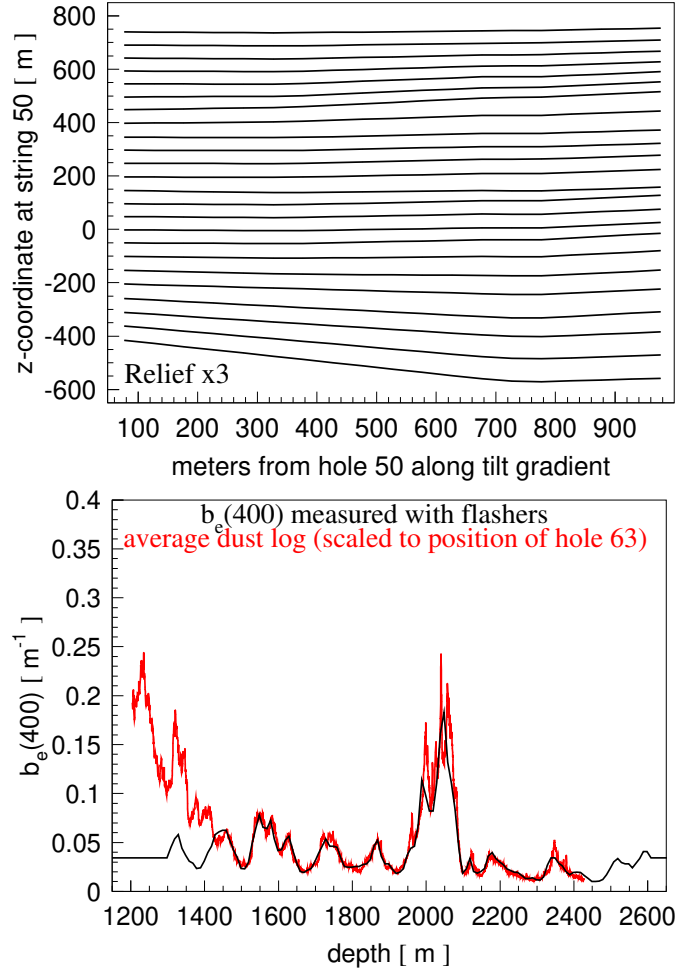 800
600
400
200
0
-200
-400
-600
z-coordinate at string 50 [ m ]
Relief x3
100 200 300 400 500 600 700 800 900
meters from hole 50 along tilt gradient
0.4
0.35
0.3
0.25
0.2
0.15
0.1
0.05
0
b_e(400) [ m^-1 ]
b_e(400) measured with flashers
average dust log (scaled to position of hole 63)
1200 1400 1600 1800 2000 2200 2400 2600
depth [ m ]